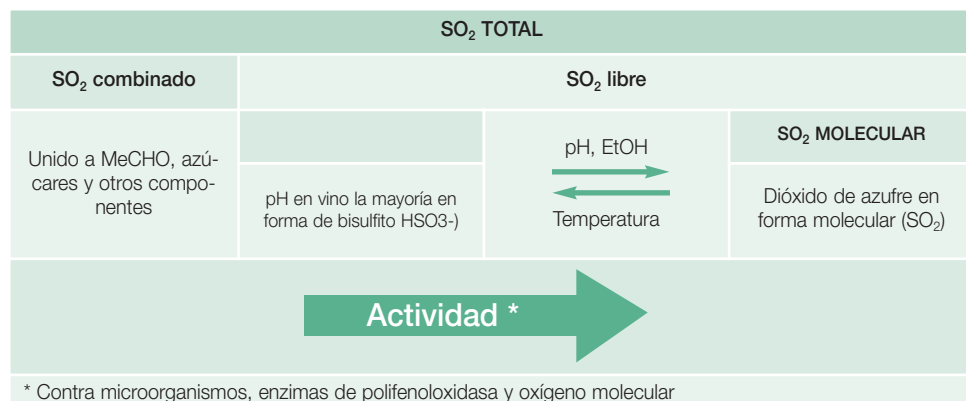 SO₂ TOTAL
SO₂ combinado
SO₂ libre
Unido a MeCHO, azú-
cares y otros compo-
nentes
pH en vino la mayoría en
forma de bisulfito HSO3-)
pH, EtOH
Temperatura
SO₂ MOLECULAR
Dióxido de azufre en
forma molecular (SO₂)
Actividad *
* Contra microorganismos, enzimas de polifenoloxidasa y oxígeno molecular